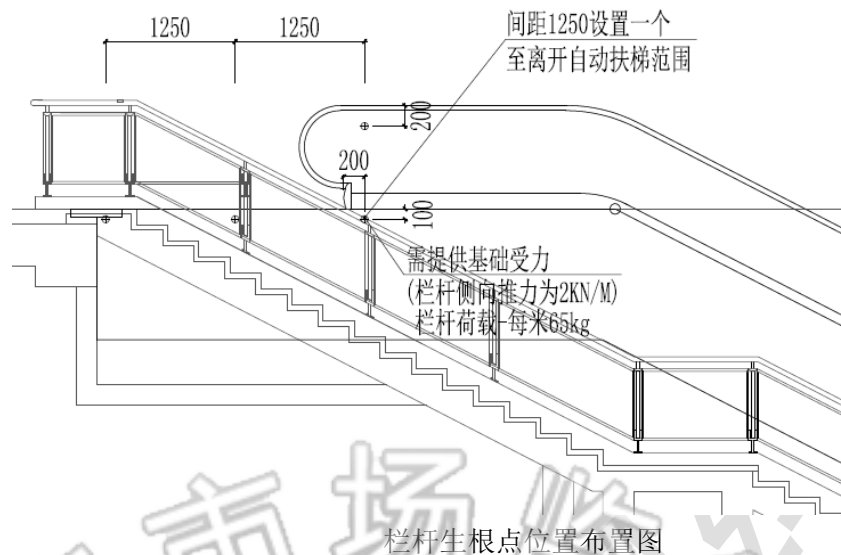 1250
1250
间距1250设置一个
至离开自动扶梯范围
200
200
100
需提供基础受力
(栏杆侧向推力为2KN/M)
栏杆荷载-每米65kg
市场
栏杆生根点位置布置图